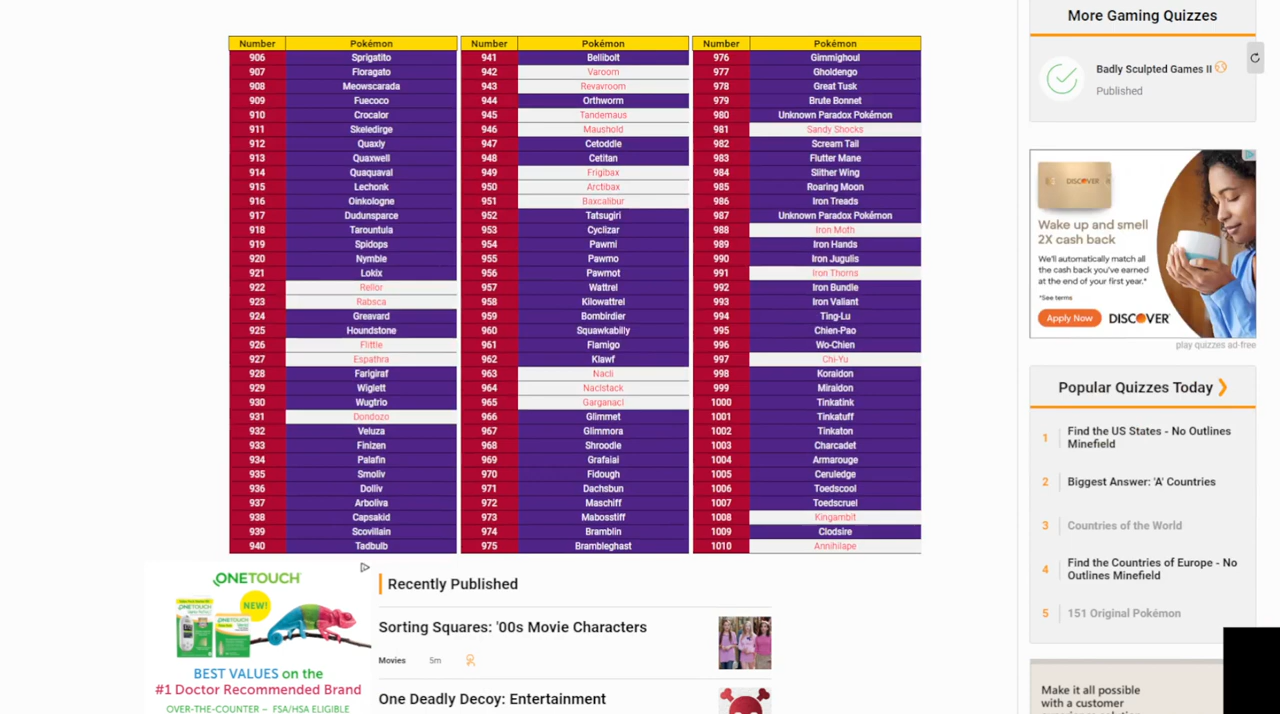 Number Pokémon Number Pokémon Number Pokémon
906 Sprigatito 941 Bellibolt 976 Gimmighoul
907 Floragato 942 Varoom 977 Gholdengo
908 Meowscarada 943 Revavroom 978 Great Tusk
909 Fuecoco 944 Orthworm 979 Brute Bonnet
910 Crocalor 945 Tandemaus 980 Unknown Paradox Pokémon
911 Skeledirge 946 Maushold 981 Sandy Shocks
912 Quaxly 947 Cetoddle 982 Scream Tail
913 Quaxwell 948 Cetitan 983 Flutter Mane
914 Quaquaval 949 Frigibax 984 Slither Wing
915 Lechonk 950 Arctibax 985 Roaring Moon
916 Oinkologne 951 Baxcalibur 986 Iron Treads
917 Dudunsparce 952 Tatsugiri 987 Unknown Paradox Pokémon
918 Tarountula 953 Cyclizar 988 Iron Moth
919 Spidops 954 Pawmi 989 Iron Hands
920 Nymble 955 Pawmo 990 Iron Jugulis
921 Lokix 956 Pawmot 991 Iron Thorns
922 Rellor 957 Wattrel 992 Iron Bundle
923 Rabsca 958 Kilowattrel 993 Iron Valiant
924 Greavard 959 Bombirdier 994 Ting-Lu
925 Houndstone 960 Squawkabilly 995 Chien-Pao
926 Flittle 961 Flamigo 996 Wo-Chien
927 Espathra 962 Klawf 997 Chi-Yu
928 Farigiraf 963 Nacli 998 Koraidon
929 Wiglett 964 Naclstack 999 Miraidon
930 Wugtrio 965 Garganacl 1000 Tinkatink
931 Dondozo 966 Glimmet 1001 Tinkatuff
932 Veluza 967 Glimmora 1002 Tinkaton
933 Finizen 968 Shroodle 1003 Charcadet
934 Palafin 969 Grafaiai 1004 Armarouge
935 Smoliv 970 Fidough 1005 Ceruledge
936 Dolliv 971 Dachsbun 1006 Toedscool
937 Arboliva 972 Maschiff 1007 Toedscruel
938 Capsakid 973 Mabosstiff 1008 Kingambit
939 Scovillain 974 Bramblin 1009 Clodsire
940 Tadbulb 975 Brambleghast 1010 Annihilape
ONETOUCH
NEW!
BEST VALUES on the
#1 Doctor Recommended Brand
OVER-THE-COUNTER – FSA/HSA ELIGIBLE
Recently Published
Sorting Squares: '00s Movie Characters
Movies 5m
One Deadly Decoy: Entertainment
More Gaming Quizzes
Badly Sculpted Games II
Published
DISCOVER
Wake up and smell
2X cash back
We'll automatically match all
the cash back you've earned
at the end of your first year.*
*See terms
Apply Now DISCOVER
play quizzes ad-free
Popular Quizzes Today
1 Find the US States - No Outlines
Minefield
2 Biggest Answer: 'A' Countries
3 Countries of the World
4 Find the Countries of Europe - No
Outlines Minefield
5 151 Original Pokémon
Make it all possible
with a customer